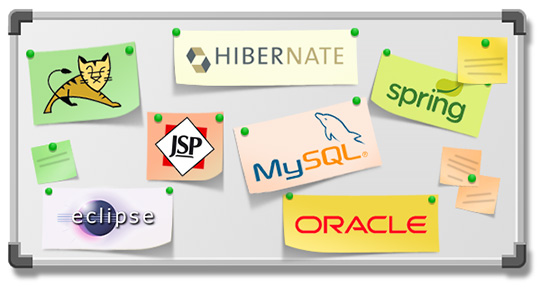 HIBERNATE
spring
JSP
MySQL®
eclipse
ORACLE